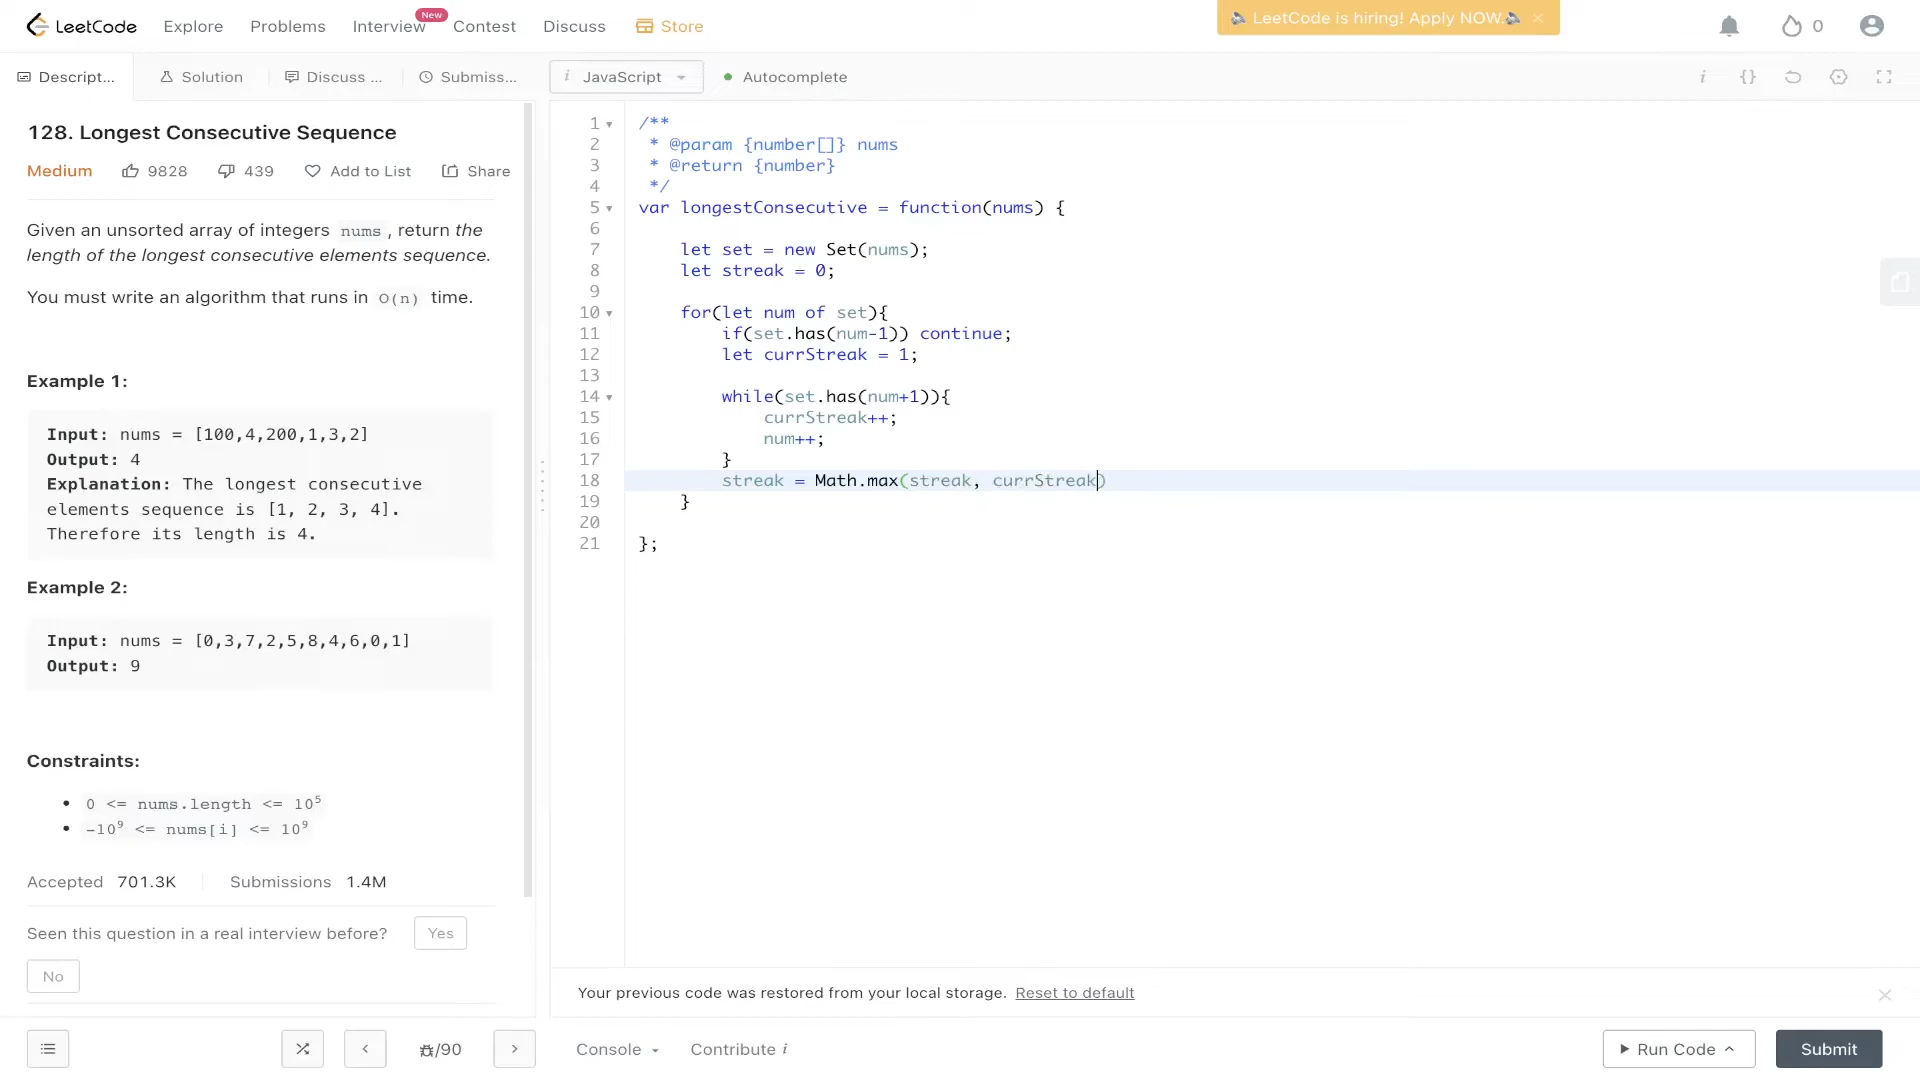 LeetCode
Explore
Problems
Interview
New
Contest
Discuss
Store
LeetCode is hiring! Apply NOW.
0
Descript...
Solution
Discuss ...
Submiss...
i JavaScript
Autocomplete
128. Longest Consecutive Sequence
Medium
9828
439
Add to List
Share
Given an unsorted array of integers nums, return the
length of the longest consecutive elements sequence.
You must write an algorithm that runs in O(n) time.
Example 1:
Input: nums = [100,4,200,1,3,2]
Output: 4
Explanation: The longest consecutive
elements sequence is [1, 2, 3, 4].
Therefore its length is 4.
Example 2:
Input: nums = [0,3,7,2,5,8,4,6,0,1]
Output: 9
Constraints:
• 0 <= nums.length <= 10⁵
• -10⁹ <= nums[i] <= 10⁹
Accepted 701.3K
Submissions 1.4M
Seen this question in a real interview before?
Yes
No
1 /**
2  * @param {number[]} nums
3  * @return {number}
4  */
5 var longestConsecutive = function(nums) {
6
7     let set = new Set(nums);
8     let streak = 0;
9
10     for(let num of set){
11         if(set.has(num-1)) continue;
12         let currStreak = 1;
13
14         while(set.has(num+1)){
15             currStreak++;
16             num++;
17         }
18         streak = Math.max(streak, currStreak)
19     }
20
21 };
Your previous code was restored from your local storage. Reset to default
/90
Console
Contribute i
Run Code
Submit